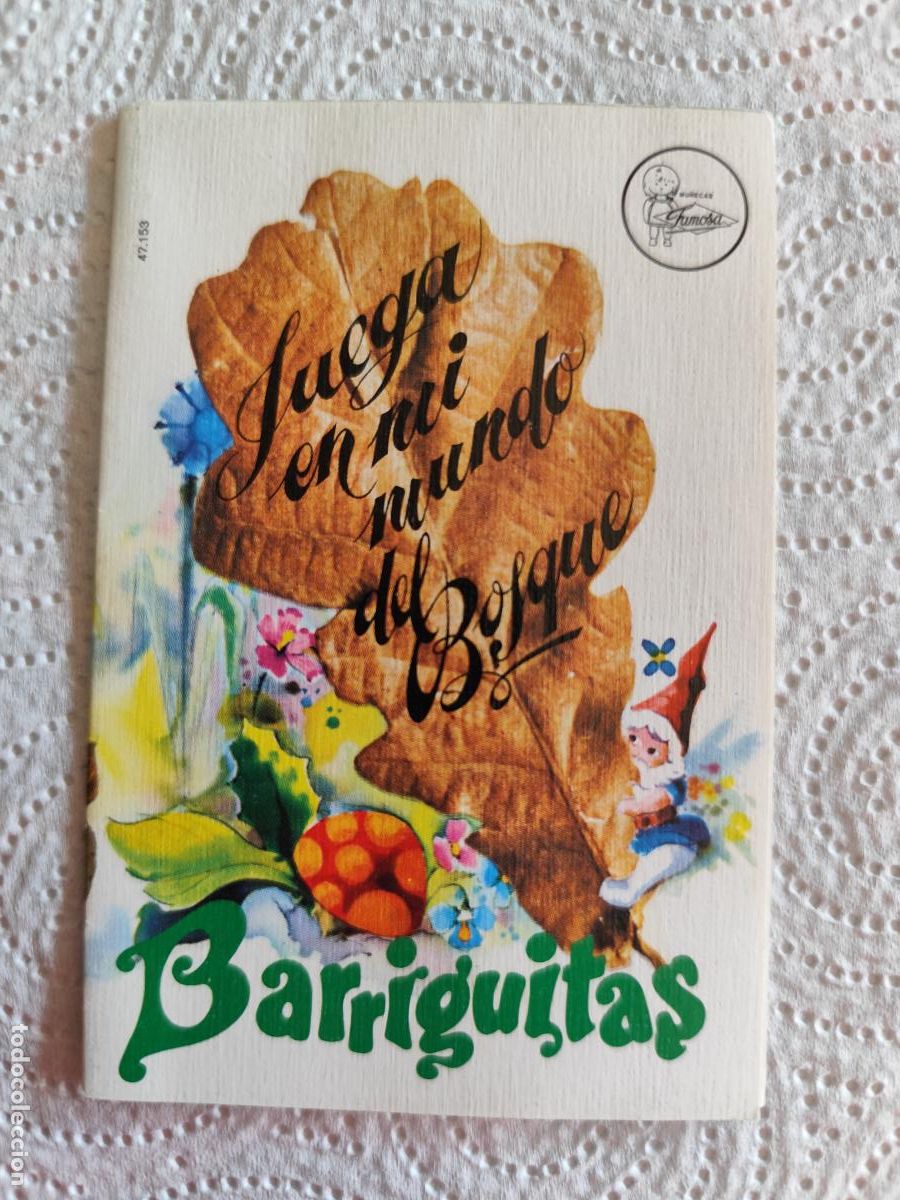 MUÑECAS
Famosa
47.153
Juega
en mi
mundo
del Bosque
Barriguitas
todocoleccion